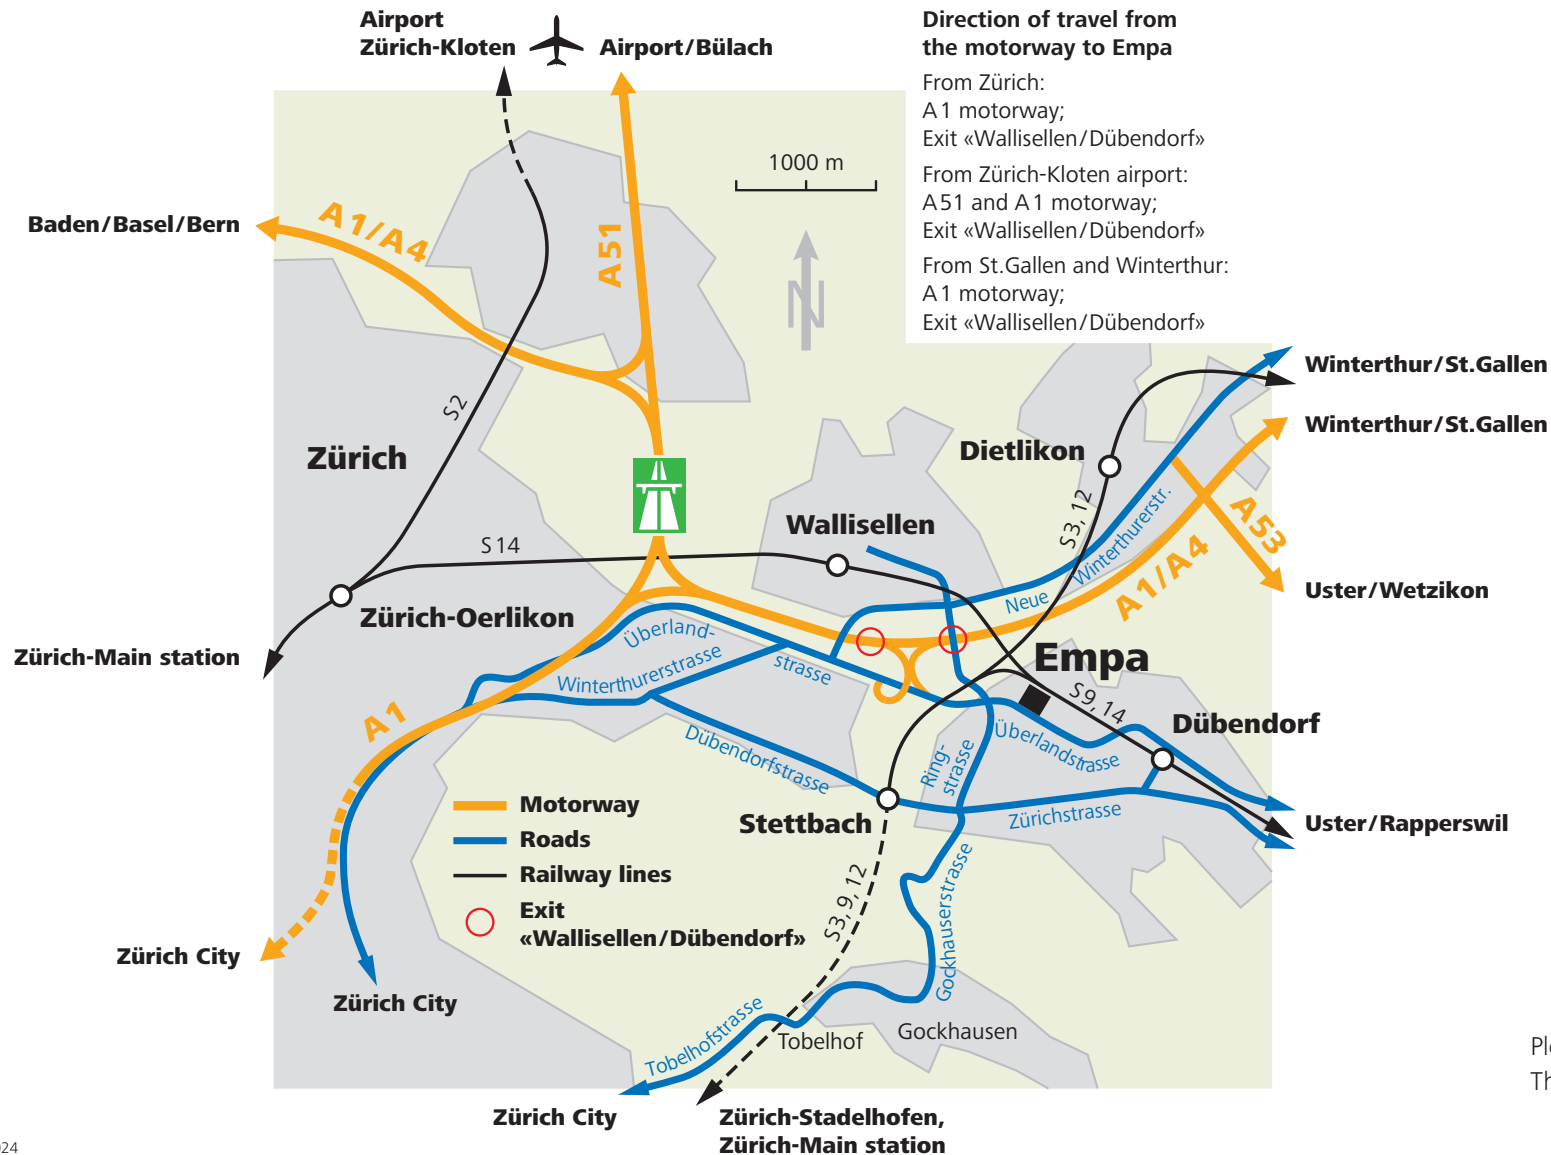 Airport
Zürich-Kloten
Airport/Bülach
Direction of travel from
the motorway to Empa
From Zürich:
A1 motorway;
Exit «Wallisellen/Dübendorf»
From Zürich-Kloten airport:
A51 and A1 motorway;
Exit «Wallisellen/Dübendorf»
From St.Gallen and Winterthur:
A1 motorway;
Exit «Wallisellen/Dübendorf»
1000 m
N
Baden/Basel/Bern
A1/A4
A51
S2
Zürich
Winterthur/St.Gallen
Winterthur/St.Gallen
Dietlikon
Wallisellen
S3, 12
Winterthurerstr.
Neue
A53
A1/A4
Uster/Wetzikon
S14
Zürich-Oerlikon
Zürich-Main station
Überland-
strasse
Winterthurerstrasse
Empa
S9, 14
Dübendorf
A1
Dübendorfstrasse
Ring-
strasse
Überlandstrasse
Zürichstrasse
Stettbach
Uster/Rapperswil
Motorway
Roads
Railway lines
Exit
«Wallisellen/Dübendorf»
S3, 9, 12
Gockhauserstrasse
Zürich City
Zürich City
Tobelhofstrasse
Tobelhof
Gockhausen
Zürich City
Zürich-Stadelhofen,
Zürich-Main station